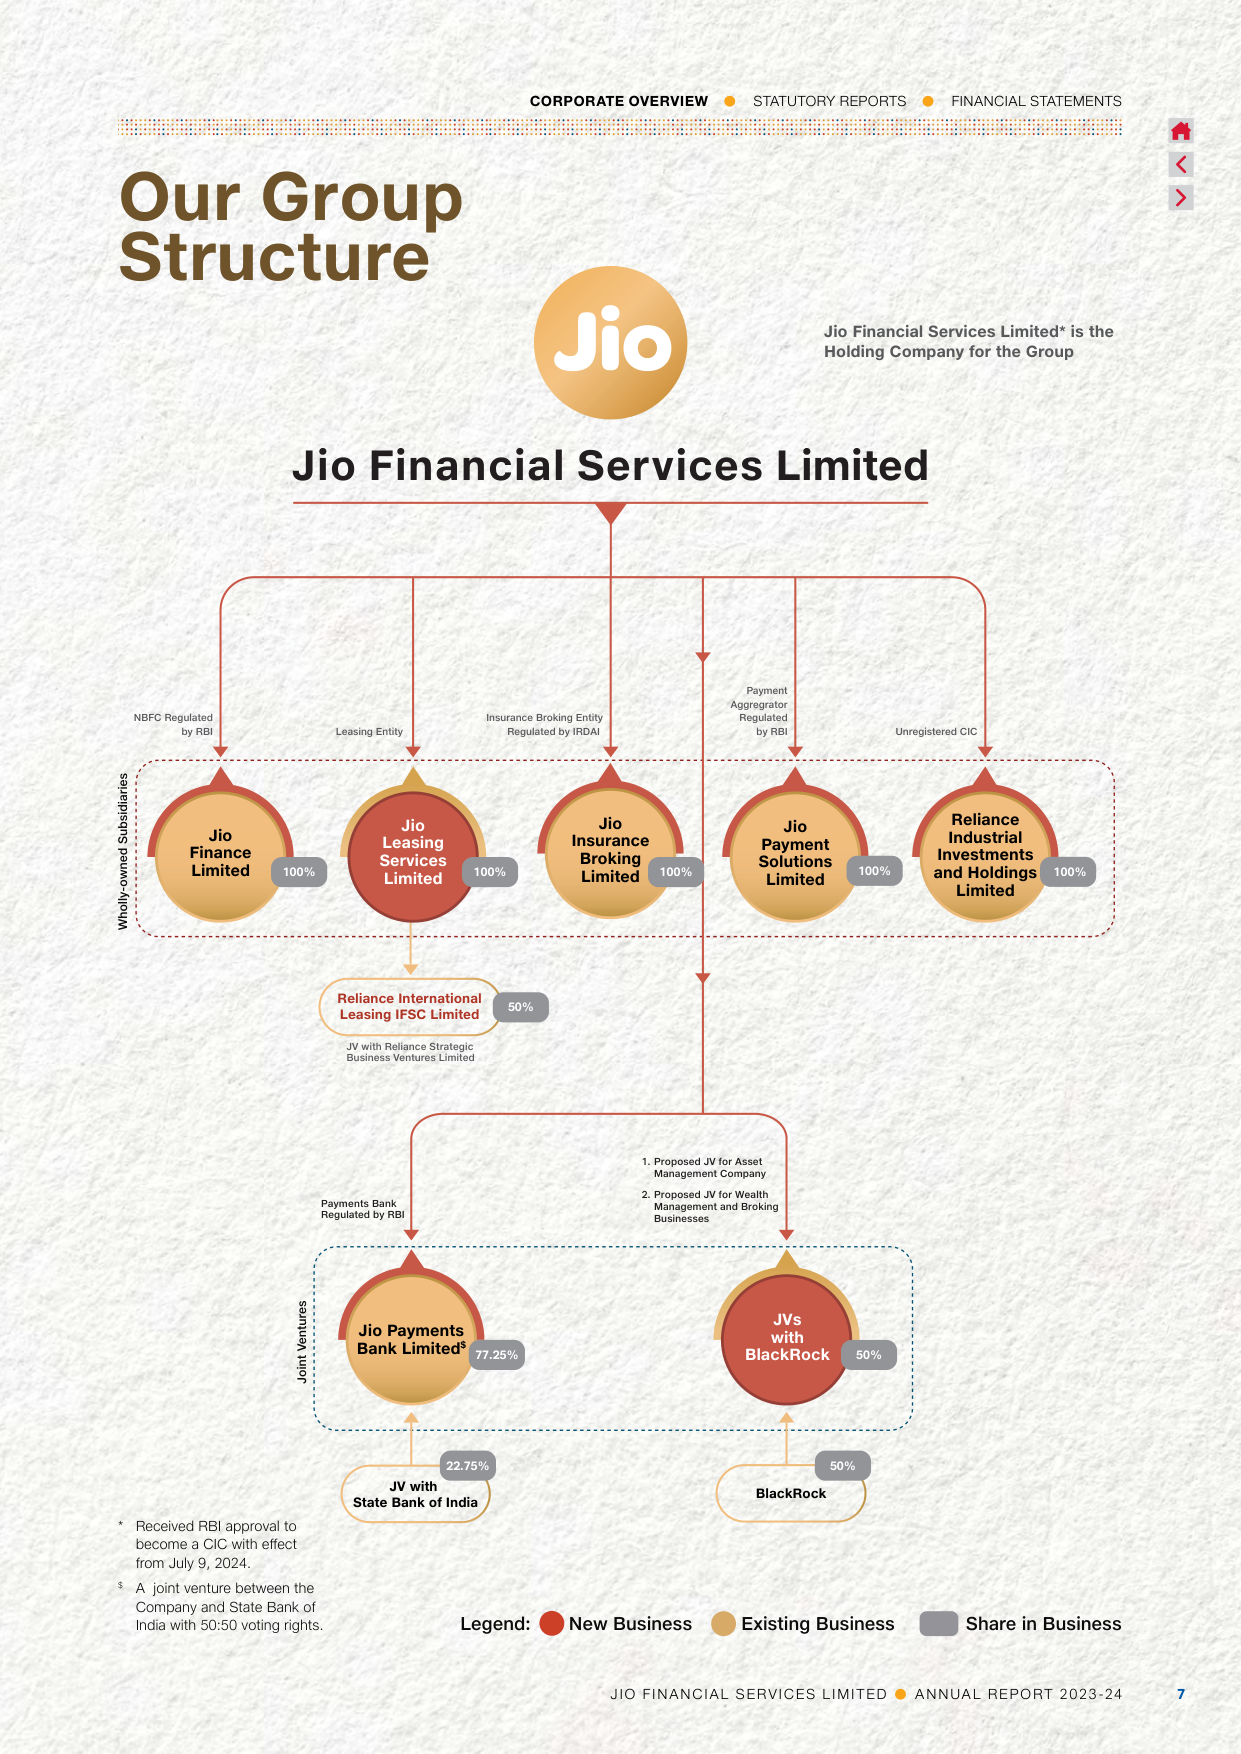 CORPORATE OVERVIEW STATUTORY REPORTS FINANCIAL STATEMENTS
Our Group
Structure
Jio
Jio Financial Services Limited* is the
Holding Company for the Group
Jio Financial Services Limited
NBFC Regulated
by RBI
Leasing Entity
Insurance Broking Entity
Regulated by IRDAI
Payment
Aggregrator
Regulated
by RBI
Unregistered CIC
Wholly-owned Subsidiaries
Jio
Finance
Limited
100%
Jio
Leasing
Services
Limited
100%
Jio
Insurance
Broking
Limited
100%
Jio
Payment
Solutions
Limited
100%
Reliance
Industrial
Investments
and Holdings
Limited
100%
Reliance International
Leasing IFSC Limited
50%
JV with Reliance Strategic
Business Ventures Limited
Payments Bank
Regulated by RBI
1. Proposed JV for Asset
Management Company
2. Proposed JV for Wealth
Management and Broking
Businesses
Joint Ventures
Jio Payments
Bank Limited$
77.25%
JVs
with
BlackRock
50%
22.75%
JV with
State Bank of India
50%
BlackRock
* Received RBI approval to
become a CIC with effect
from July 9, 2024.
$ A joint venture between the
Company and State Bank of
India with 50:50 voting rights.
Legend: New Business Existing Business Share in Business
JIO FINANCIAL SERVICES LIMITED ANNUAL REPORT 2023-24 7